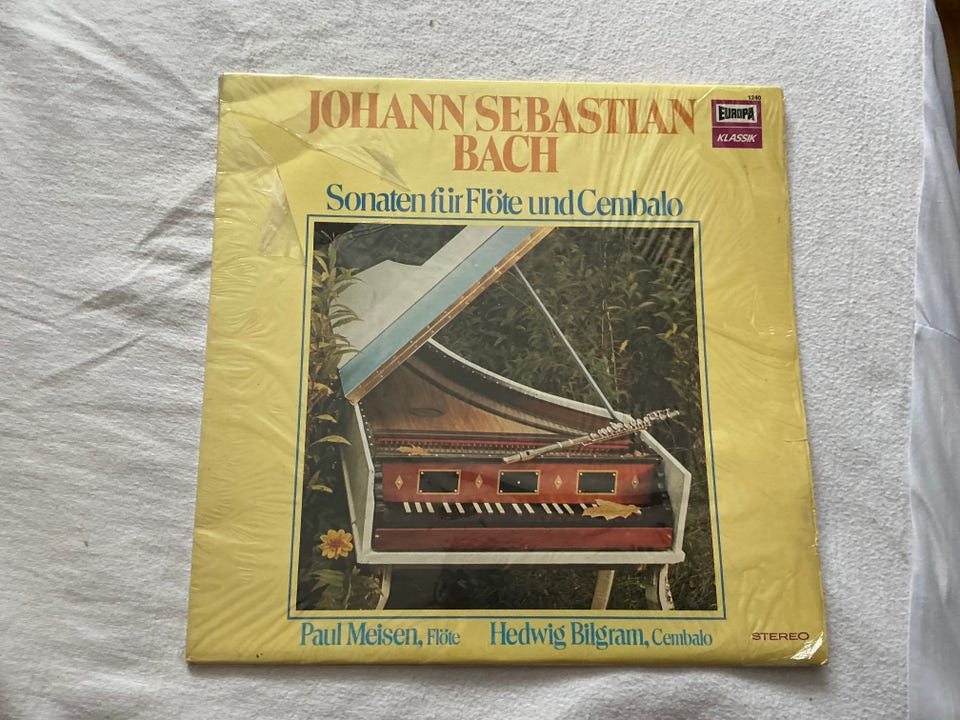 1240
EUROPA
KLASSIK
JOHANN SEBASTIAN
BACH
Sonaten für Flöte und Cembalo
Paul Meisen, Flöte Hedwig Bilgram, Cembalo
STEREO